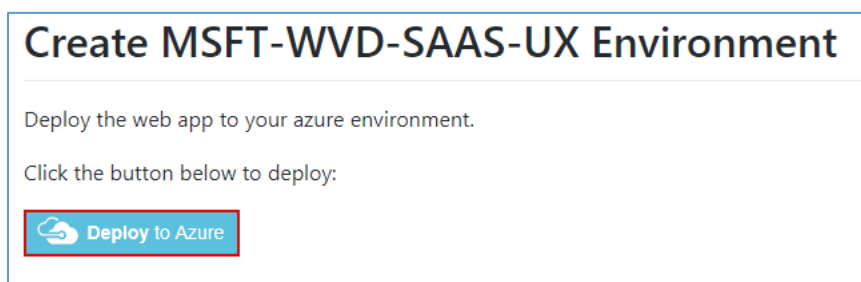 Create MSFT-WVD-SAAS-UX Environment
Deploy the web app to your azure environment.
Click the button below to deploy:
Deploy to Azure